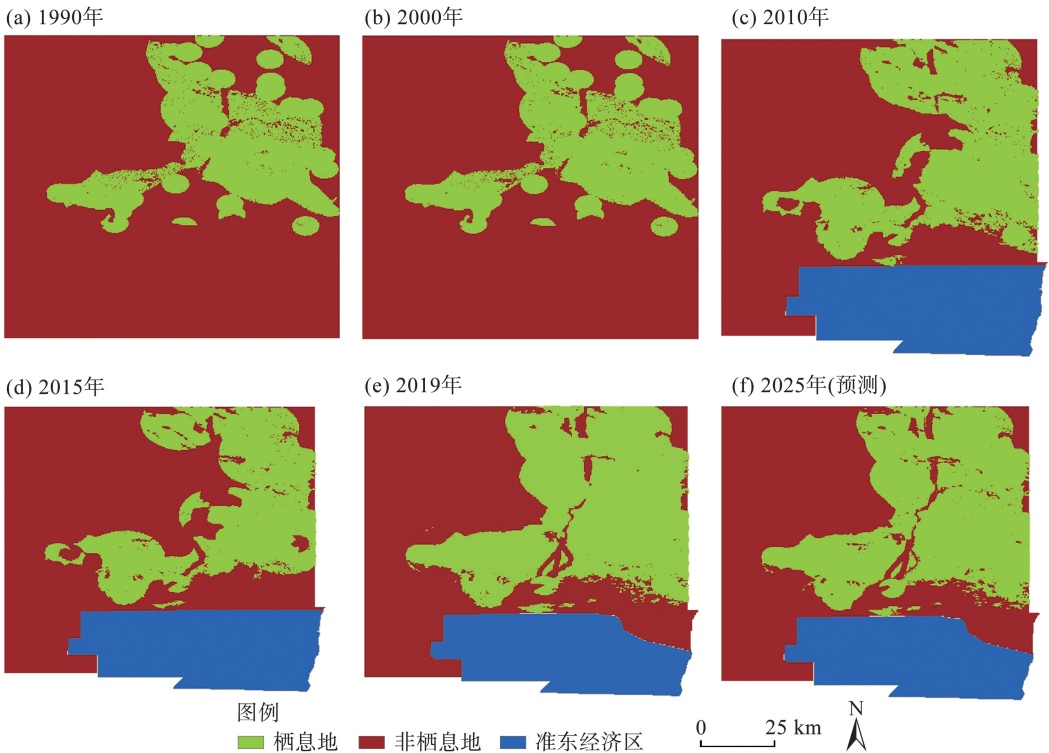 (a) 1990年
(b) 2000年
(c) 2010年
(d) 2015年
(e) 2019年
(f) 2025年(预测)
图例
栖息地
非栖息地
准东经济区
0 25 km
N